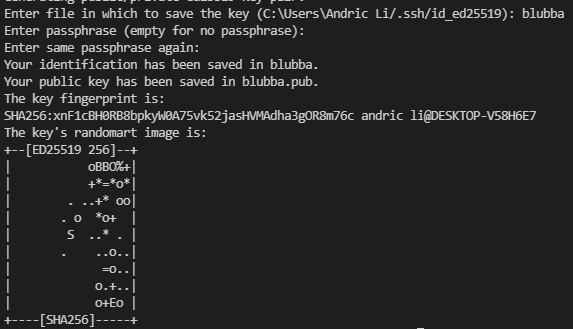 Enter file in which to save the key (C:\Users\Andric Li/.ssh/id_ed25519): blubba
Enter passphrase (empty for no passphrase):
Enter same passphrase again:
Your identification has been saved in blubba.
Your public key has been saved in blubba.pub.
The key fingerprint is:
SHA256:xnF1cBH0RB8bpkyW0A75vk52jasHVMAdha3gOR8m76c andric li@DESKTOP-V58H6E7
The key's randomart image is:
+--[ED25519 256]--+
|           oBBO%+|
|           +*=*o*|
|        . ..+* oo|
|       . o  *o+  |
|        S  ..* . |
|       .    ..o..|
|             =o..|
|            o.+..|
|            o+Eo |
+----[SHA256]-----+